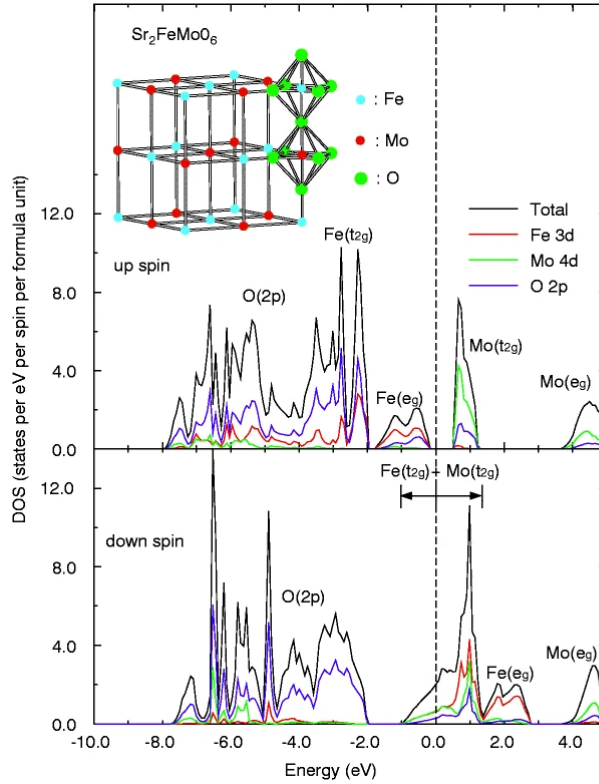 Sr₂FeMoO₆
: Fe
: Mo
: O
DOS (states per eV per spin per formula unit)
12.0
8.0
4.0
0.0
up spin
O(2p)
Fe(t₂g)
Fe(eg)
Total
Fe 3d
Mo 4d
O 2p
Mo(t₂g)
Mo(eg)
Fe(t₂g) + Mo(t₂g)
12.0
8.0
4.0
0.0
down spin
O(2p)
Fe(eg)
Mo(eg)
-10.0 -8.0 -6.0 -4.0 -2.0 0.0 2.0 4.0
Energy (eV)